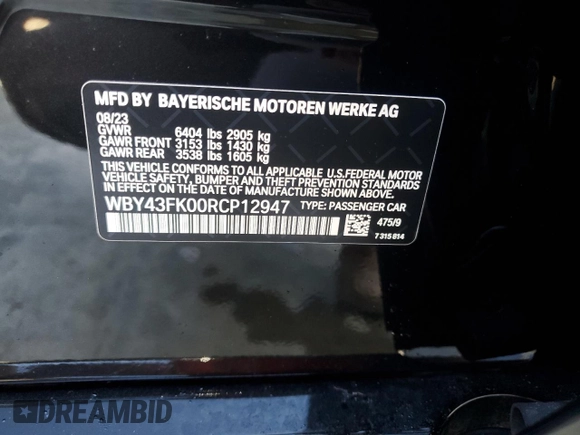 MFD BY BAYERISCHE MOTOREN WERKE AG
08/23
GVWR 6404 lbs 2905 kg
GAWR FRONT 3153 lbs 1430 kg
GAWR REAR 3538 lbs 1605 kg
THIS VEHICLE CONFORMS TO ALL APPLICABLE U.S.FEDERAL MOTOR
VEHICLE SAFETY, BUMPER AND THEFT PREVENTION STANDARDS
IN EFFECT ON THE DATE OF MANUFACTURE SHOWN ABOVE.
WBY43FK00RCP12947 TYPE: PASSENGER CAR
475/9
7 315 814
DREAMBID